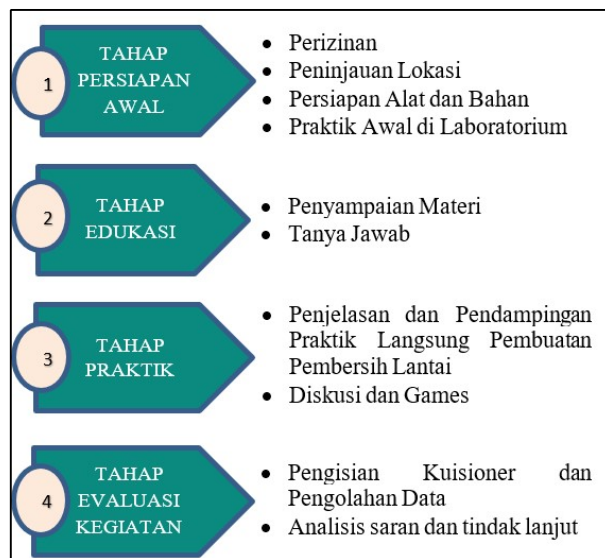 1
TAHAP
PERSIAPAN
AWAL
• Perizinan
• Peninjauan Lokasi
• Persiapan Alat dan Bahan
• Praktik Awal di Laboratorium
2
TAHAP
EDUKASI
• Penyampaian Materi
• Tanya Jawab
3
TAHAP
PRAKTIK
• Penjelasan dan Pendampingan
Praktik Langsung Pembuatan
Pembersih Lantai
• Diskusi dan Games
4
TAHAP
EVALUASI
KEGIATAN
• Pengisian Kuisioner dan
Pengolahan Data
• Analisis saran dan tindak lanjut